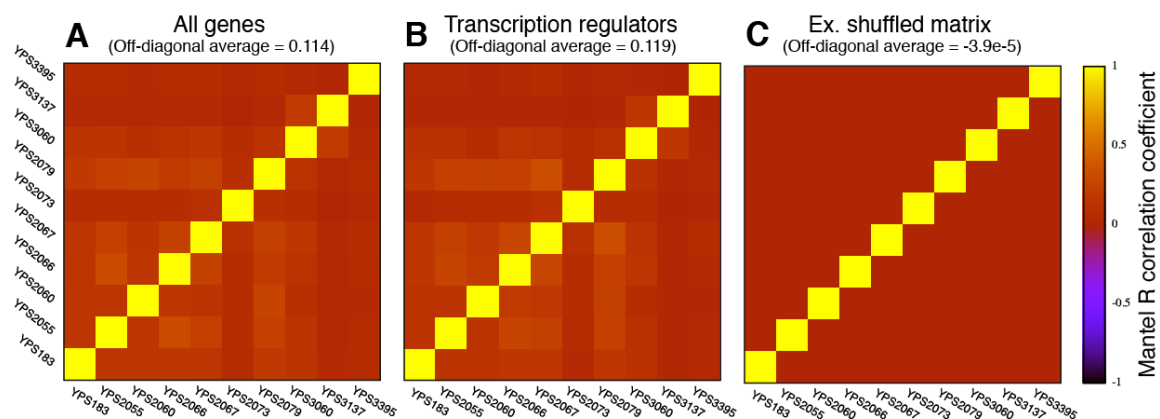 A
All genes
(Off-diagonal average = 0.114)
YPS3395
YPS3137
YPS3060
YPS2079
YPS2073
YPS2067
YPS2066
YPS2060
YPS2055
YPS183
YPS183
YPS2055
YPS2060
YPS2066
YPS2067
YPS2073
YPS2079
YPS3060
YPS3137
YPS3395
B
Transcription regulators
(Off-diagonal average = 0.119)
YPS183
YPS2055
YPS2060
YPS2066
YPS2067
YPS2073
YPS2079
YPS3060
YPS3137
YPS3395
C
Ex. shuffled matrix
(Off-diagonal average = -3.9e-5)
YPS183
YPS2055
YPS2060
YPS2066
YPS2067
YPS2073
YPS2079
YPS3060
YPS3137
YPS3395
1
0.5
0
-0.5
-1
Mantel R correlation coefficient